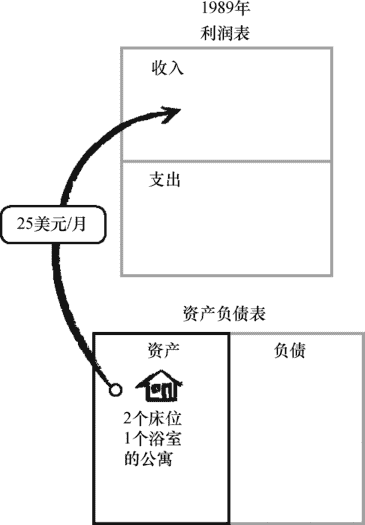 1989年
利润表
收入
支出
25美元/月
资产负债表
资产
负债
2个床位
1个浴室
的公寓